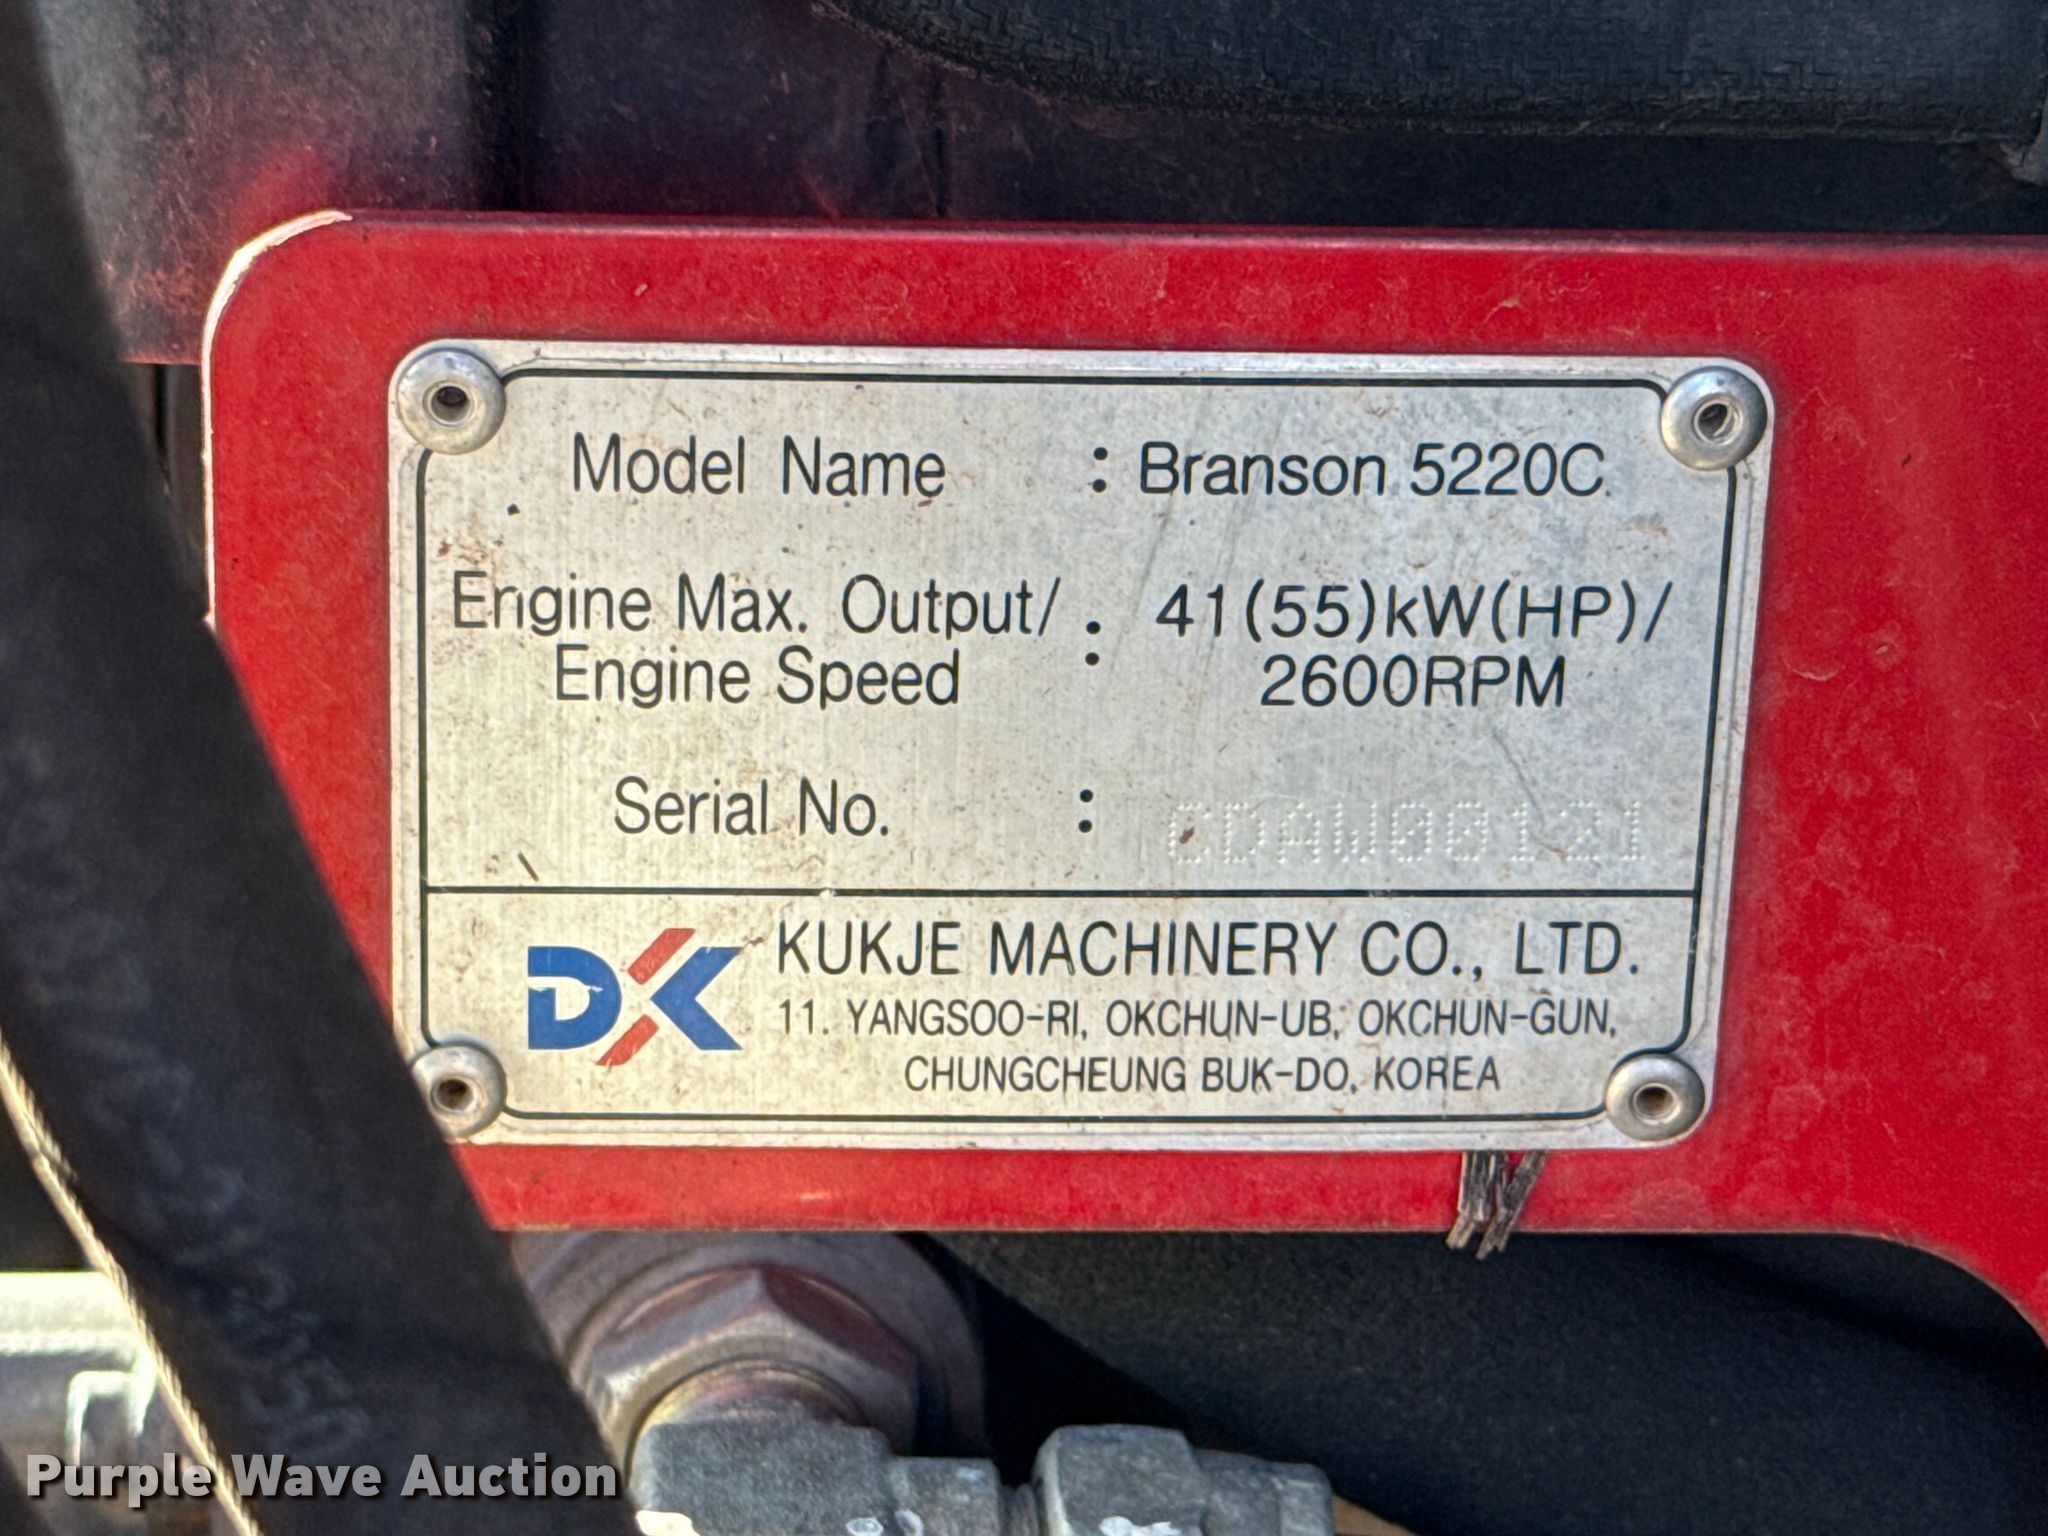 Model Name : Branson 5220C
Engine Max. Output/ : 41(55)kW(HP)/
Engine Speed 2600RPM
Serial No. : CDAW00121
DK KUKJE MACHINERY CO., LTD.
11. YANGSOO-RI, OKCHUN-UB, OKCHUN-GUN,
CHUNGCHEUNG BUK-DO, KOREA
Purple Wave Auction